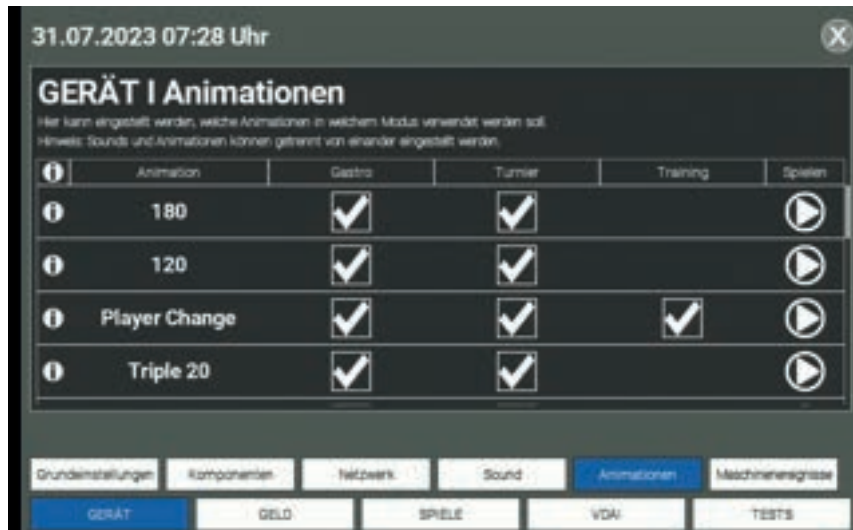 31.07.2023 07:28 Uhr
X
GERÄT I Animationen
Hier kann eingestellt werden, welche Animationen in welchem Modus verwendet werden soll.
Hinweis: Sounds und Animationen können getrennt von einander eingestellt werden.
i Animation Gastro Turnier Training Spielen
i 180
i 120
i Player Change
i Triple 20
Grundeinstellungen Komponenten Netzwerk Sound Animationen Maschinenereignisse
GERÄT GELD SPIELE VDAI TESTS